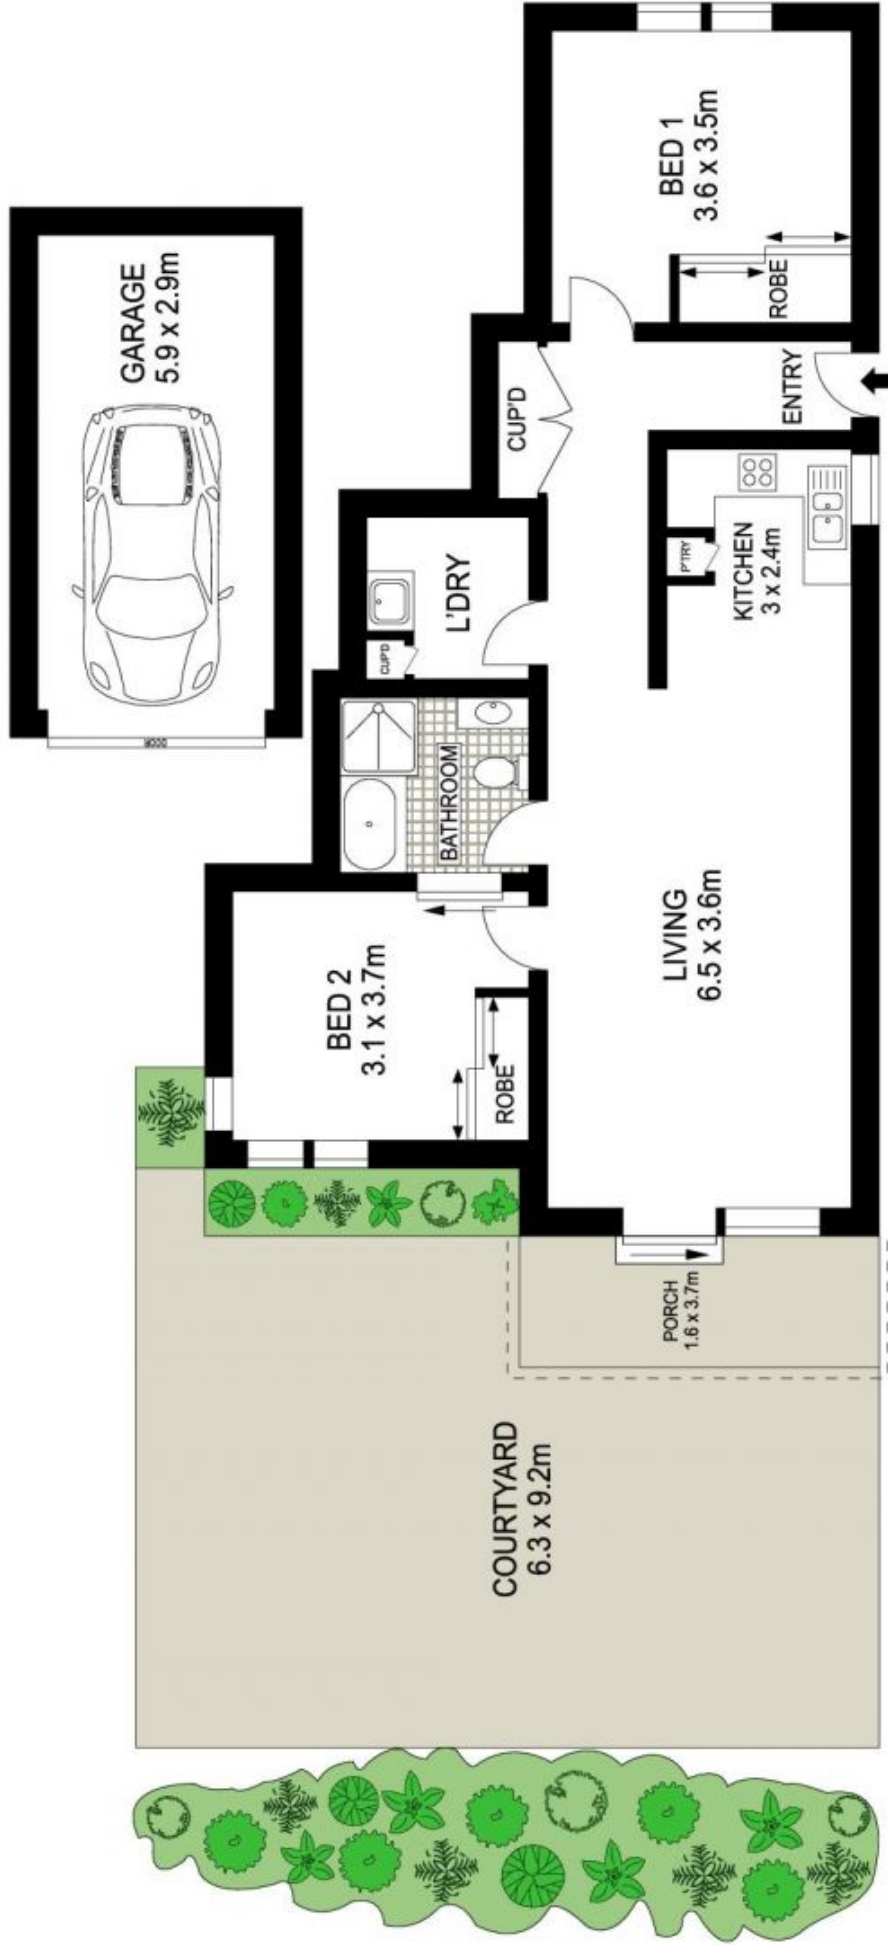 COURTYARD
6.3 x 9.2m
PORCH
1.6 x 3.7m
BED 2
3.1 x 3.7m
ROBE
LIVING
6.5 x 3.6m
BATHROOM
DOOR
CUP'D
L'DRY
KITCHEN
3 x 2.4m
P'TRY
CUP'D
ENTRY
GARAGE
5.9 x 2.9m
ROBE
BED 1
3.6 x 3.5m